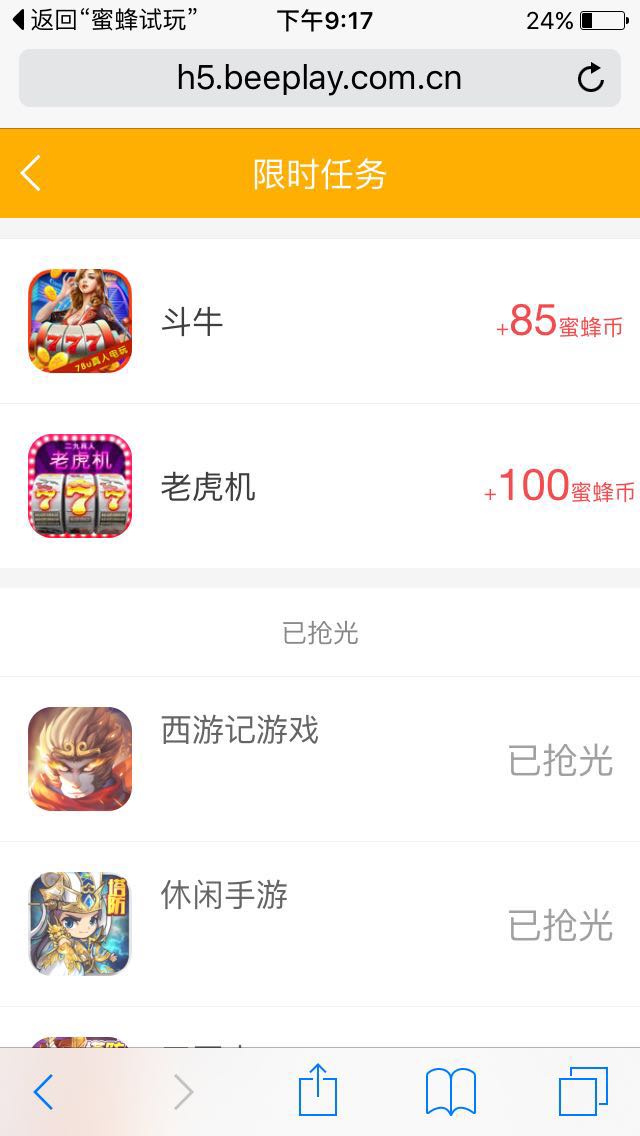 返回“蜜蜂试玩”
下午9:17
24%
h5.beeplay.com.cn
限时任务
777
78u真人电玩
斗牛
+85蜜蜂币
二九真人
老虎机
777
老虎机
+100蜜蜂币
已抢光
西游记游戏
已抢光
塔防
休闲手游
已抢光